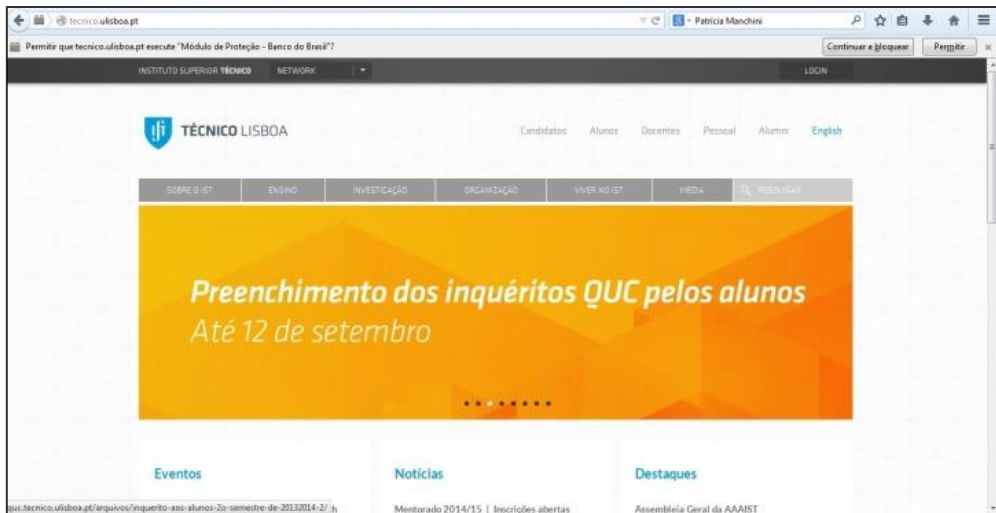 tecnico.ulisboa.pt
Patricia Manchini
Permitir que tecnico.ulisboa.pt execute "Módulo de Proteção - Banco do Brasil"?
Continuar e bloquear
Permitir
INSTITUTO SUPERIOR TÉCNICO NETWORK LOGIN
TÉCNICO LISBOA
Candidatos Alunos Docentes Pessoal Alumni English
SOBRE O IST ENSINO INVESTIGAÇÃO ORGANIZAÇÃO VIVER NO IST MEDIA PESQUISAR
Preenchimento dos inquéritos QUC pelos alunos
Até 12 de setembro
Eventos Notícias Destaques
Mentorado 2014/15 | Inscrições abertas Assembleia Geral da AAAIST
quc.tecnico.ulisboa.pt/arquivos/inquerito-aos-alunos-2o-semestre-de-20132014-2/